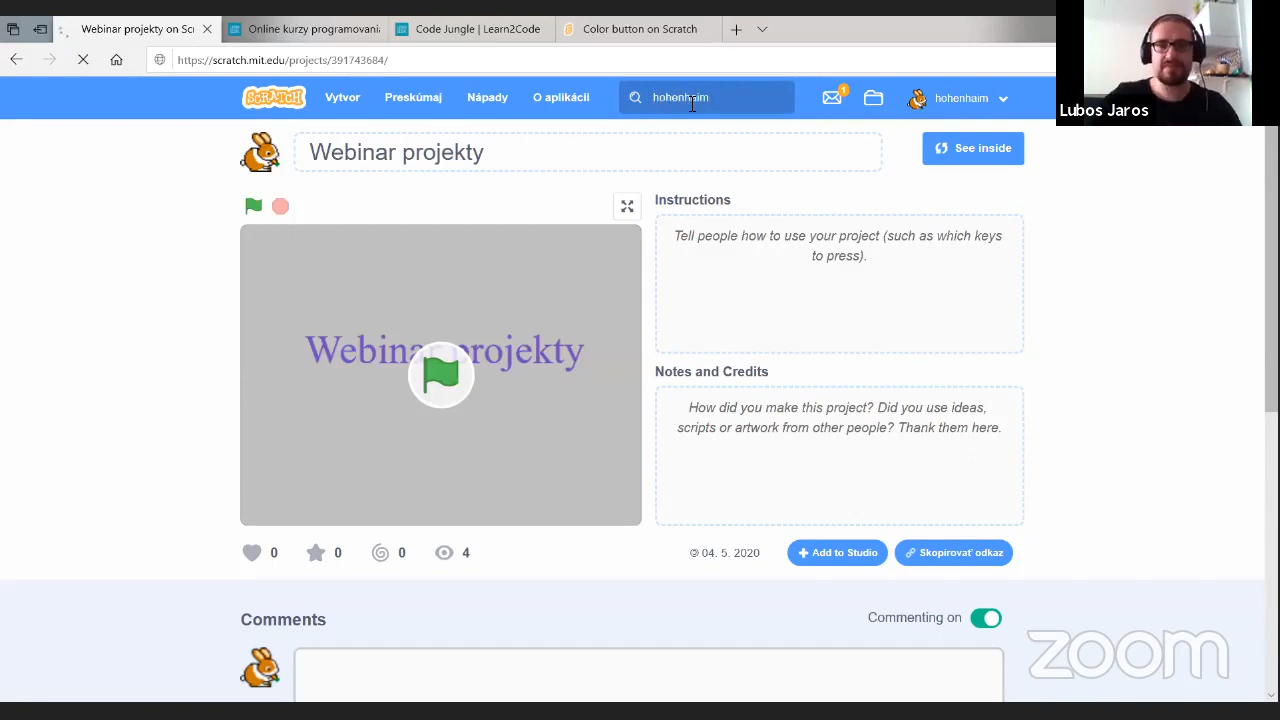 Webinar projekty on Scr
Online kurzy programovani
Code Jungle | Learn2Code
Color button on Scratch
https://scratch.mit.edu/projects/391743684/
SCRATCH
Vytvor
Preskúmaj
Nápady
O aplikácii
hohenhaim
1
hohenhaim
Lubos Jaros
Webinar projekty
See inside
Instructions
Tell people how to use your project (such as which keys
to press).
Webinar projekty
Notes and Credits
How did you make this project? Did you use ideas,
scripts or artwork from other people? Thank them here.
0
0
0
4
© 04. 5. 2020
Add to Studio
Skopírovať odkaz
Comments
Commenting on
zoom